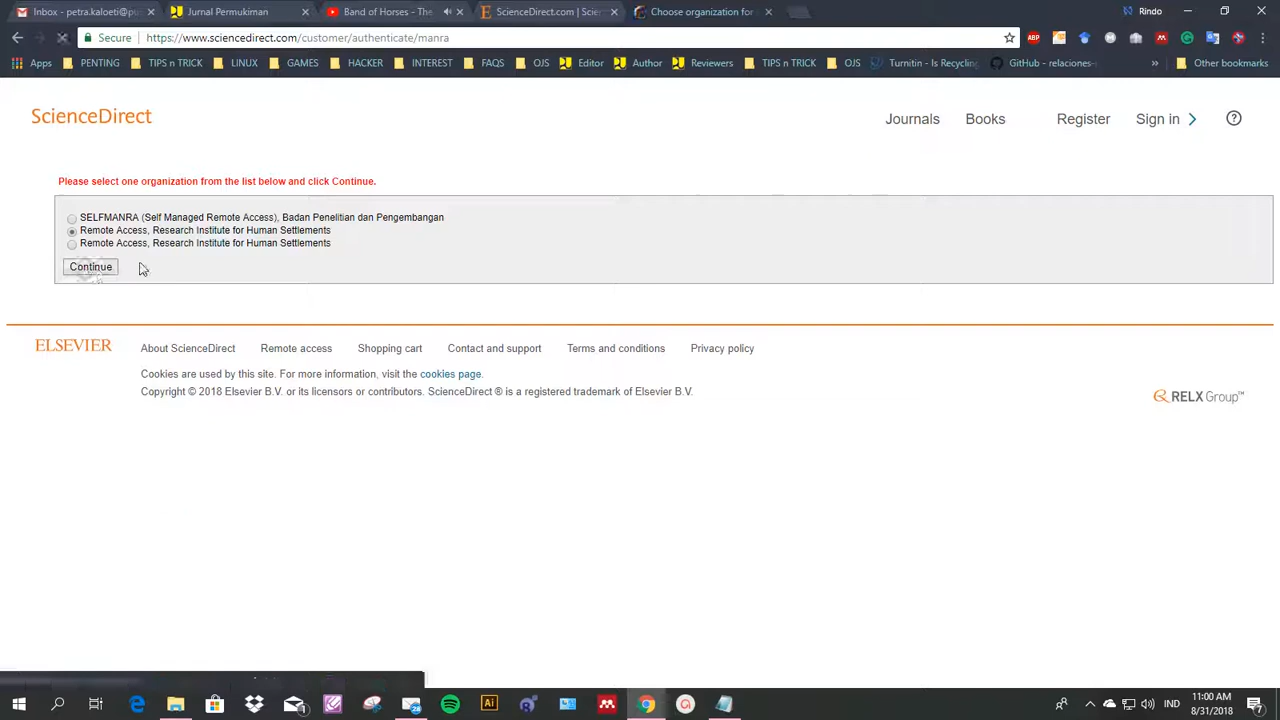 Inbox - petra.kaloeti@pu
Jurnal Permukiman
Band of Horses - The
ScienceDirect.com | Scien
Choose organization for
Rindo
Secure
https://www.sciencedirect.com/customer/authenticate/manra
Apps
PENTING
TIPS n TRICK
LINUX
GAMES
HACKER
INTEREST
FAQS
OJS
Editor
Author
Reviewers
TIPS n TRICK
OJS
Turnitin - Is Recycling
GitHub - relaciones-
»
Other bookmarks
ScienceDirect
Journals
Books
Register
Sign in
Please select one organization from the list below and click Continue.
SELFMANRA (Self Managed Remote Access), Badan Penelitian dan Pengembangan
Remote Access, Research Institute for Human Settlements
Remote Access, Research Institute for Human Settlements
Continue
ELSEVIER
About ScienceDirect
Remote access
Shopping cart
Contact and support
Terms and conditions
Privacy policy
Cookies are used by this site. For more information, visit the cookies page.
Copyright © 2018 Elsevier B.V. or its licensors or contributors. ScienceDirect ® is a registered trademark of Elsevier B.V.
RELX Group™
Ai
IND
11:00 AM
8/31/2018